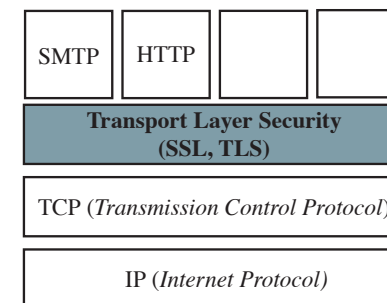 SMTP HTTP
Transport Layer Security
(SSL, TLS)
TCP (Transmission Control Protocol)
IP (Internet Protocol)